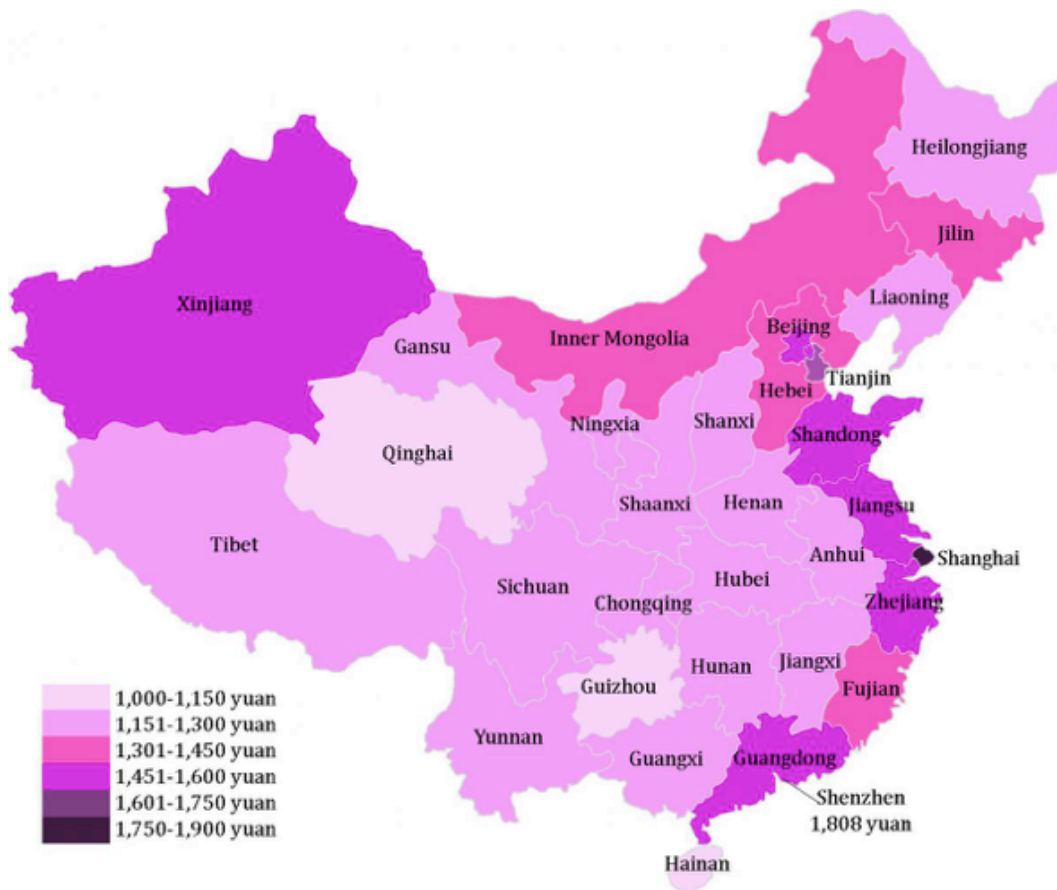 Heilongjiang
Jilin
Liaoning
Xinjiang
Beijing
Inner Mongolia
Gansu
Tianjin
Hebei
Ningxia
Shanxi
Shandong
Qinghai
Shaanxi
Henan
Jiangsu
Tibet
Anhui
Shanghai
Sichuan
Hubei
Chongqing
Zhejiang
Hunan
Jiangxi
Guizhou
Fujian
Yunnan
Guangxi
Guangdong
Shenzhen
1,808 yuan
Hainan
1,000-1,150 yuan
1,151-1,300 yuan
1,301-1,450 yuan
1,451-1,600 yuan
1,601-1,750 yuan
1,750-1,900 yuan